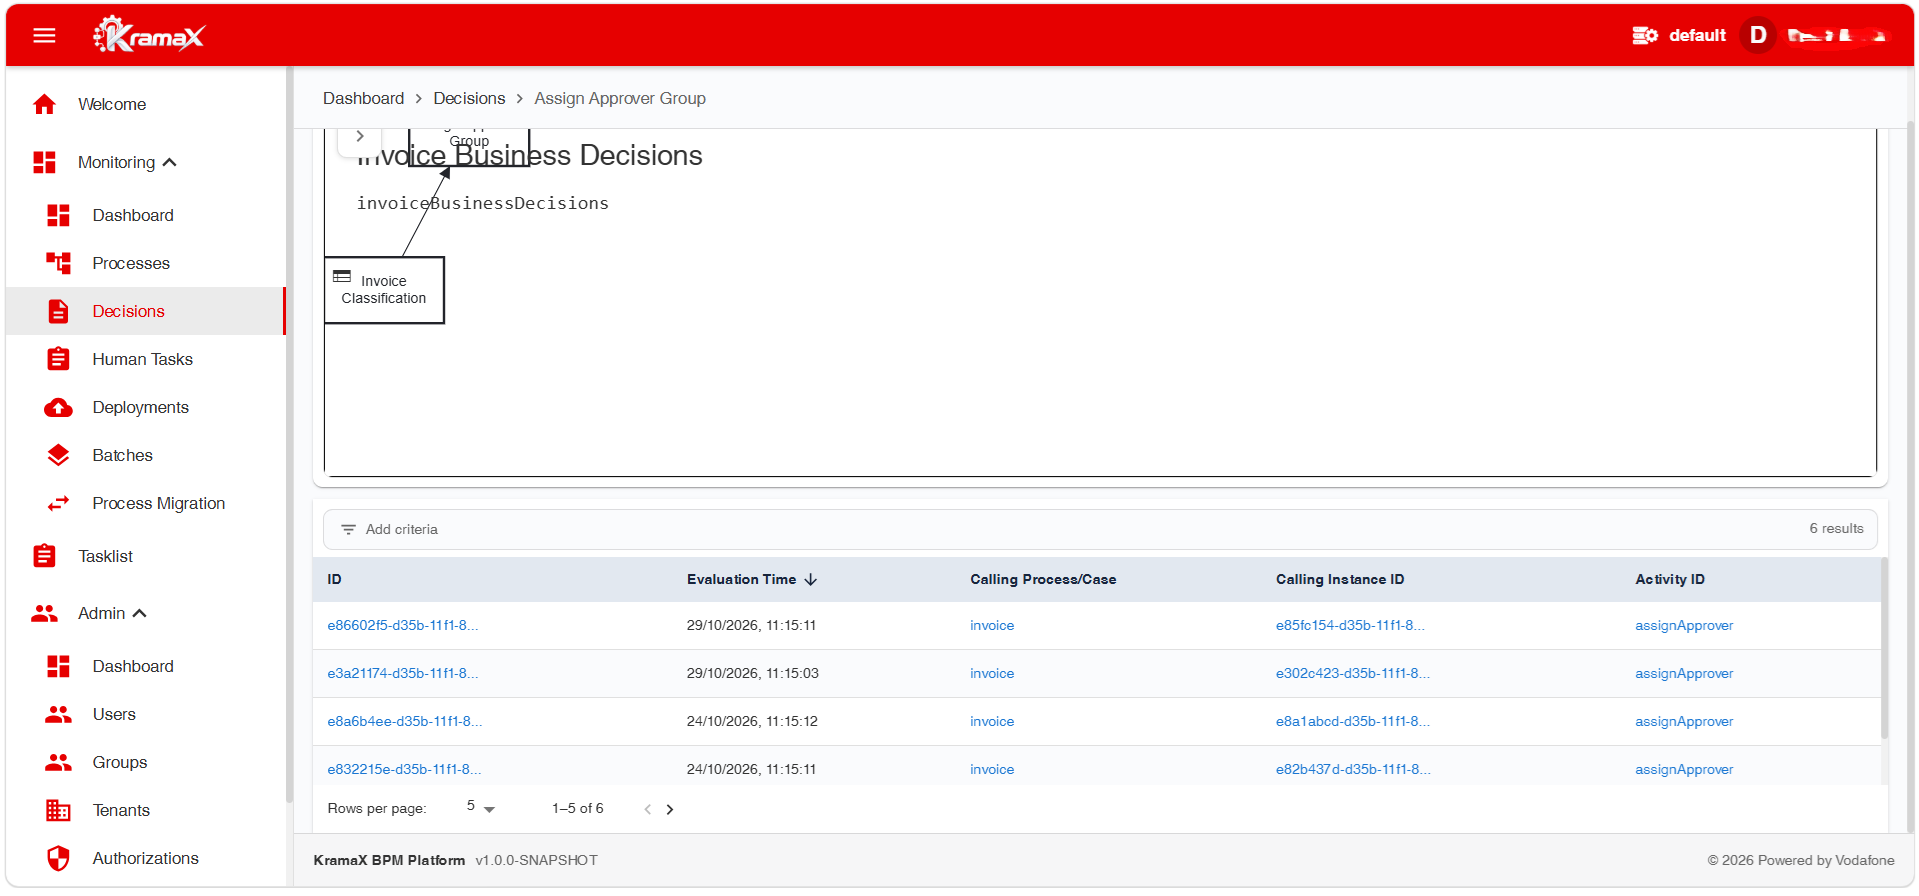 KramaX
default
D
Welcome
Monitoring
Dashboard
Processes
Decisions
Human Tasks
Deployments
Batches
Process Migration
Tasklist
Admin
Dashboard
Users
Groups
Tenants
Authorizations
Dashboard > Decisions > Assign Approver Group
Group
Invoice Business Decisions
invoiceBusinessDecisions
Invoice
Classification
Add criteria
6 results
ID Evaluation Time Calling Process/Case Calling Instance ID Activity ID
e86602f5-d35b-11f1-8... 29/10/2026, 11:15:11 invoice e85fc154-d35b-11f1-8... assignApprover
e3a21174-d35b-11f1-8... 29/10/2026, 11:15:03 invoice e302c423-d35b-11f1-8... assignApprover
e8a6b4ee-d35b-11f1-8... 24/10/2026, 11:15:12 invoice e8a1abcd-d35b-11f1-8... assignApprover
e832215e-d35b-11f1-8... 24/10/2026, 11:15:11 invoice e82b437d-d35b-11f1-8... assignApprover
Rows per page: 5 1–5 of 6
KramaX BPM Platform v1.0.0-SNAPSHOT
© 2026 Powered by Vodafone